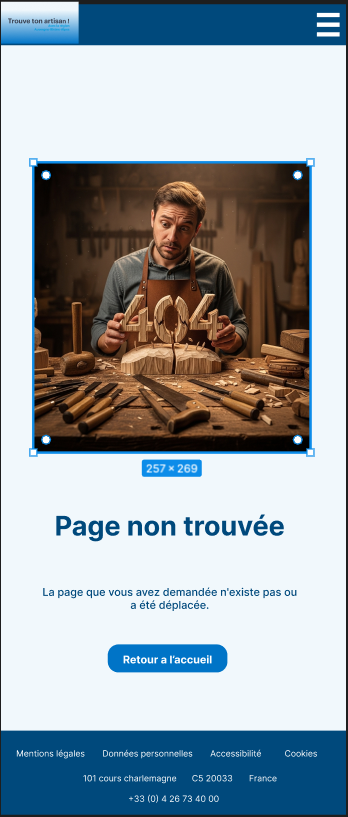 Trouve ton artisan !
404
257 × 269
Page non trouvée
La page que vous avez demandée n'existe pas ou
a été déplacée.
Retour a l'accueil
Mentions légales Données personnelles Accessibilité Cookies
101 cours charlemagne C5 20033 France
+33 (0) 4 26 73 40 00